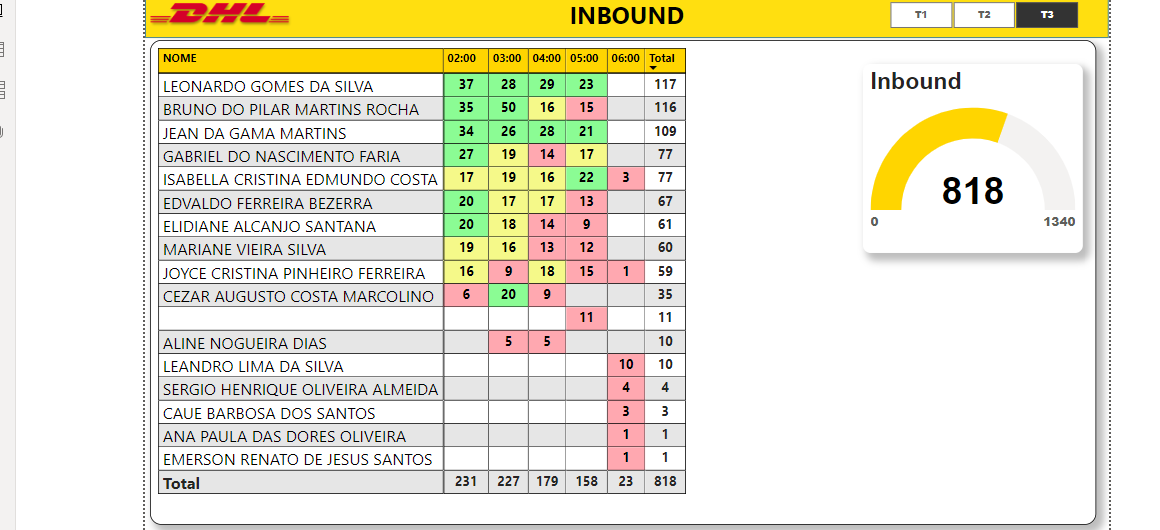 DHL INBOUND T1 T2 T3
NOME 02:00 03:00 04:00 05:00 06:00 Total
LEONARDO GOMES DA SILVA 37 28 29 23 117
BRUNO DO PILAR MARTINS ROCHA 35 50 16 15 116
JEAN DA GAMA MARTINS 34 26 28 21 109
GABRIEL DO NASCIMENTO FARIA 27 19 14 17 77
ISABELLA CRISTINA EDMUNDO COSTA 17 19 16 22 3 77
EDVALDO FERREIRA BEZERRA 20 17 17 13 67
ELIDIANE ALCANJO SANTANA 20 18 14 9 61
MARIANE VIEIRA SILVA 19 16 13 12 60
JOYCE CRISTINA PINHEIRO FERREIRA 16 9 18 15 1 59
CEZAR AUGUSTO COSTA MARCOLINO 6 20 9 35
11 11
ALINE NOGUEIRA DIAS 5 5 10
LEANDRO LIMA DA SILVA 10 10
SERGIO HENRIQUE OLIVEIRA ALMEIDA 4 4
CAUE BARBOSA DOS SANTOS 3 3
ANA PAULA DAS DORES OLIVEIRA 1 1
EMERSON RENATO DE JESUS SANTOS 1 1
Total 231 227 179 158 23 818
Inbound
818
0 1340